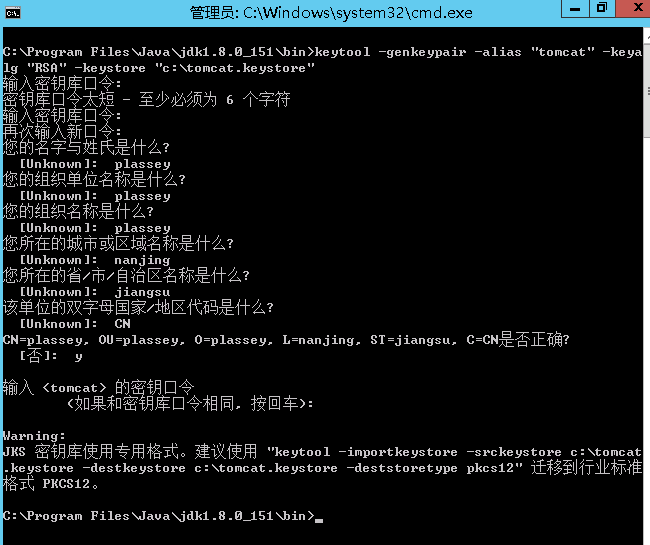 管理员: C:\Windows\system32\cmd.exe
C:\Program Files\Java\jdk1.8.0_151\bin>keytool -genkeypair -alias "tomcat" -keya
lg "RSA" -keystore "c:\tomcat.keystore"
输入密钥库口令:
密钥库口令太短 - 至少必须为 6 个字符
输入密钥库口令:
再次输入新口令:
您的名字与姓氏是什么?
[Unknown]:  plassey
您的组织单位名称是什么?
[Unknown]:  plassey
您的组织名称是什么?
[Unknown]:  plassey
您所在的城市或区域名称是什么?
[Unknown]:  nanjing
您所在的省/市/自治区名称是什么?
[Unknown]:  jiangsu
该单位的双字母国家/地区代码是什么?
[Unknown]:  CN
CN=plassey, OU=plassey, O=plassey, L=nanjing, ST=jiangsu, C=CN是否正确?
[否]:  y
输入 <tomcat> 的密钥口令
(如果和密钥库口令相同, 按回车):
Warning:
JKS 密钥库使用专用格式。建议使用 "keytool -importkeystore -srckeystore c:\tomcat
.keystore -destkeystore c:\tomcat.keystore -deststoretype pkcs12" 迁移到行业标准
格式 PKCS12。
C:\Program Files\Java\jdk1.8.0_151\bin>_